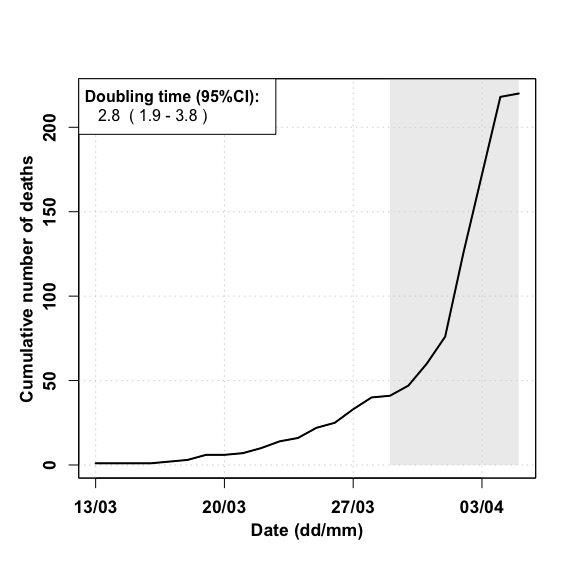 Doubling time (95%CI):
2.8 ( 1.9 - 3.8 )
Cumulative number of deaths
200
150
100
50
0
13/03 20/03 27/03 03/04
Date (dd/mm)